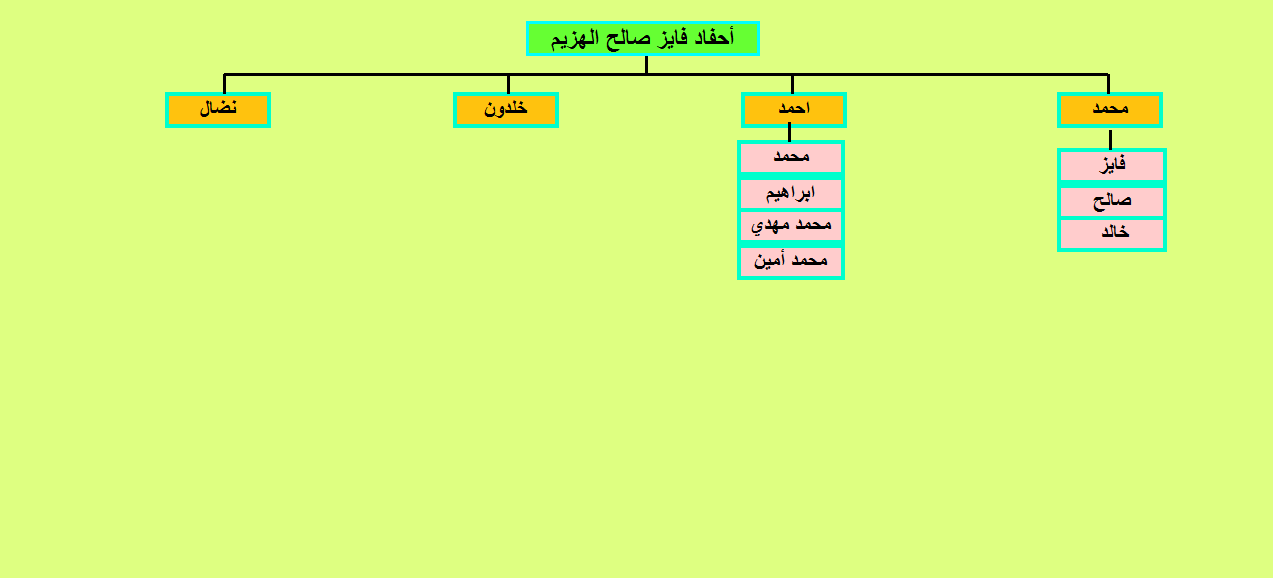 أحفاد فايز صالح الهزيم
محمد
احمد
خلدون
نضال
فايز
صالح
خالد
محمد
ابراهيم
محمد مهدي
محمد أمين